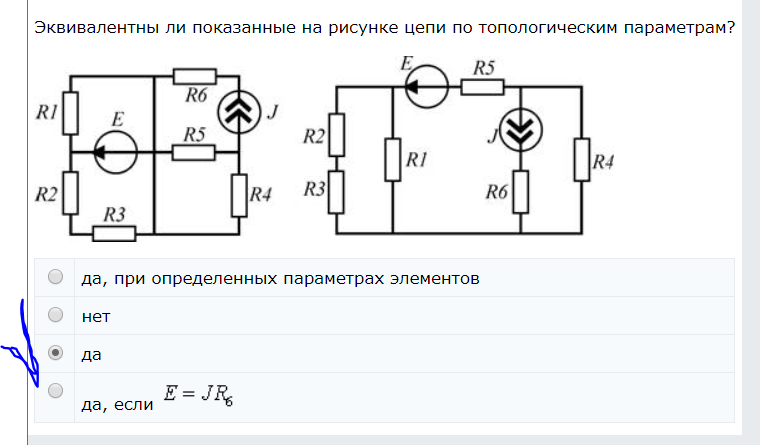 Эквивалентны ли показанные на рисунке цепи по топологическим параметрам?
R1
E
R6
J
R5
R2
R3
R4
E
R5
R2
R1
J
R3
R6
R4
да, при определенных параметрах элементов
нет
да
да, если E = JR₆